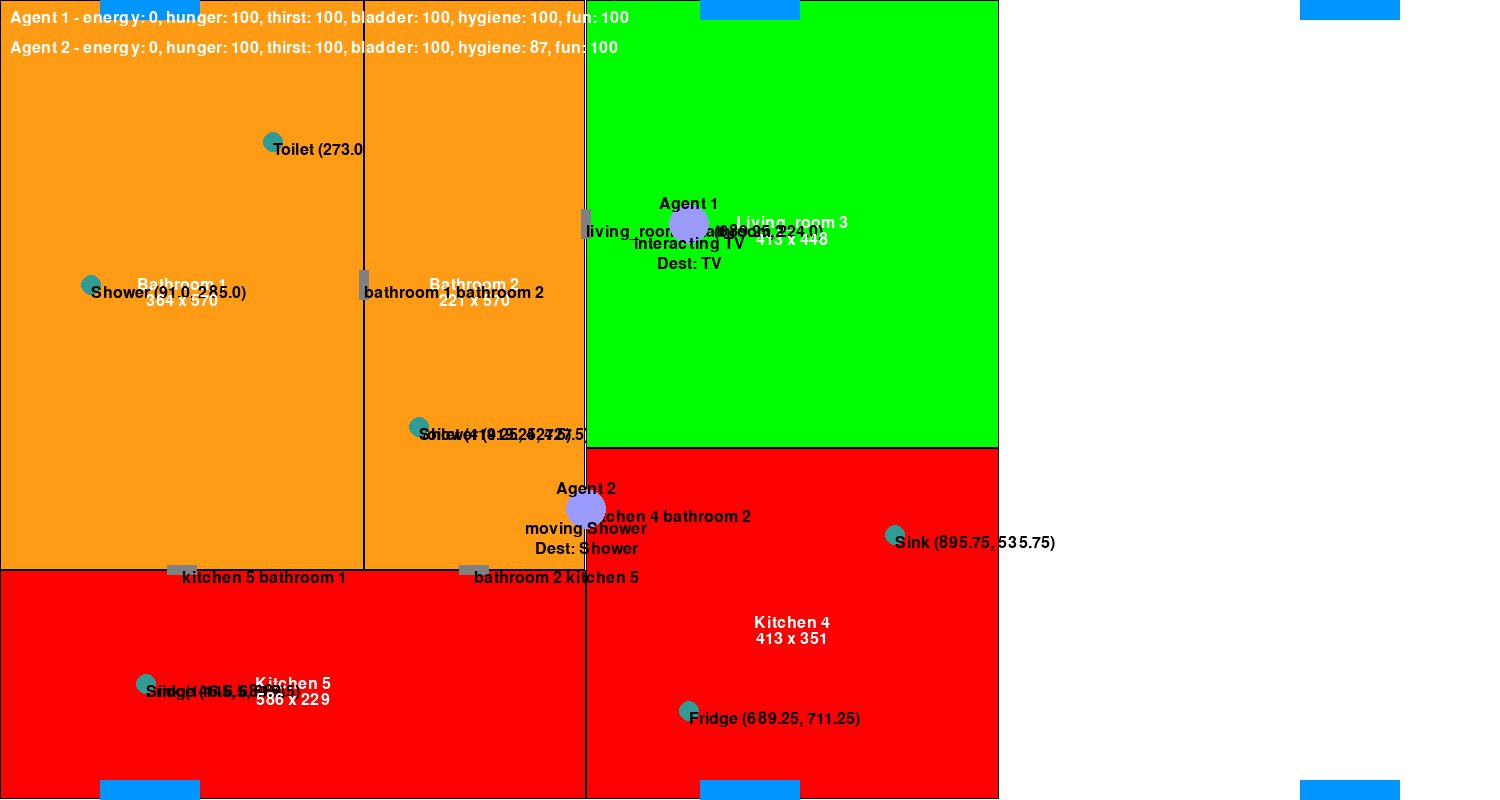 Agent 1 - energy: 0, hunger: 100, thirst: 100, bladder: 100, hygiene: 100, fun: 100
Agent 2 - energy: 0, hunger: 100, thirst: 100, bladder: 100, hygiene: 87, fun: 100
Toilet (273.0
Agent 1
Living_room 3
413 x 448
Interacting TV
Dest: TV
Bathroom 1
364 x 570
Shower (91.0, 285.0)
bathroom 1 bathroom 2
Bathroom 2
221 x 570
Agent 2
kitchen 4 bathroom 2
moving Shower
Dest: Shower
Sink (895.75, 535.75)
kitchen 5 bathroom 1
bathroom 2 kitchen 5
Kitchen 4
413 x 351
Kitchen 5
586 x 229
Fridge (689.25, 711.25)